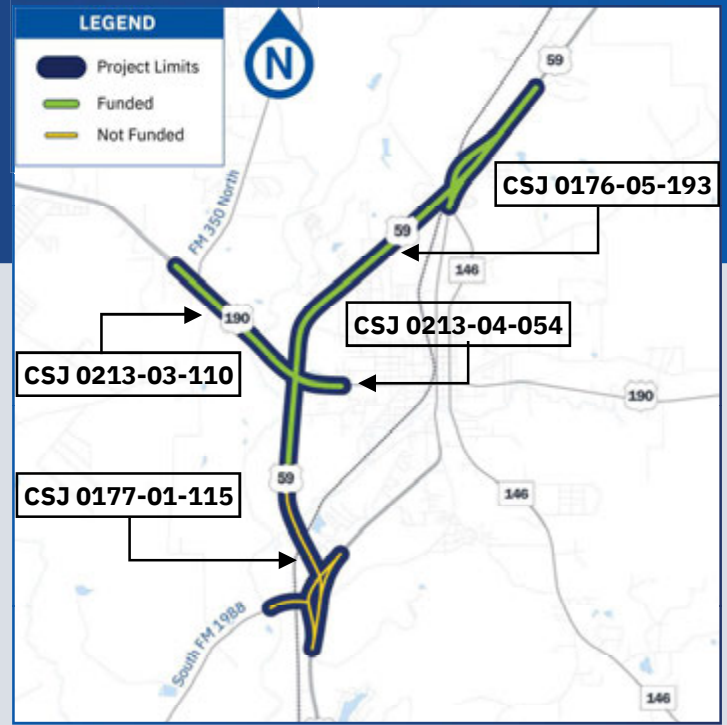 LEGEND
Project Limits
Funded
Not Funded
N
59
FM 350 North
CSJ 0176-05-193
59
146
190
CSJ 0213-04-054
CSJ 0213-03-110
190
59
CSJ 0177-01-115
146
South FM 1988
146